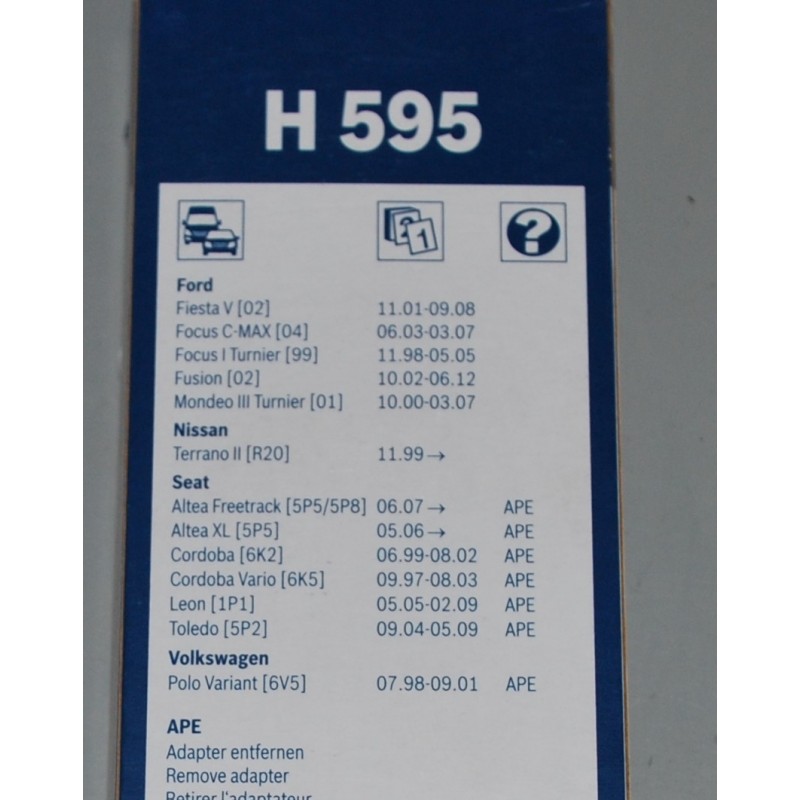 H 595
Ford
Fiesta V [02] 11.01-09.08
Focus C-MAX [04] 06.03-03.07
Focus I Turnier [99] 11.98-05.05
Fusion [02] 10.02-06.12
Mondeo III Turnier [01] 10.00-03.07
Nissan
Terrano II [R20] 11.99→
Seat
Altea Freetrack [5P5/5P8] 06.07→ APE
Altea XL [5P5] 05.06→ APE
Cordoba [6K2] 06.99-08.02 APE
Cordoba Vario [6K5] 09.97-08.03 APE
Leon [1P1] 05.05-02.09 APE
Toledo [5P2] 09.04-05.09 APE
Volkswagen
Polo Variant [6V5] 07.98-09.01 APE
APE
Adapter entfernen
Remove adapter
Retirer l'adaptateur